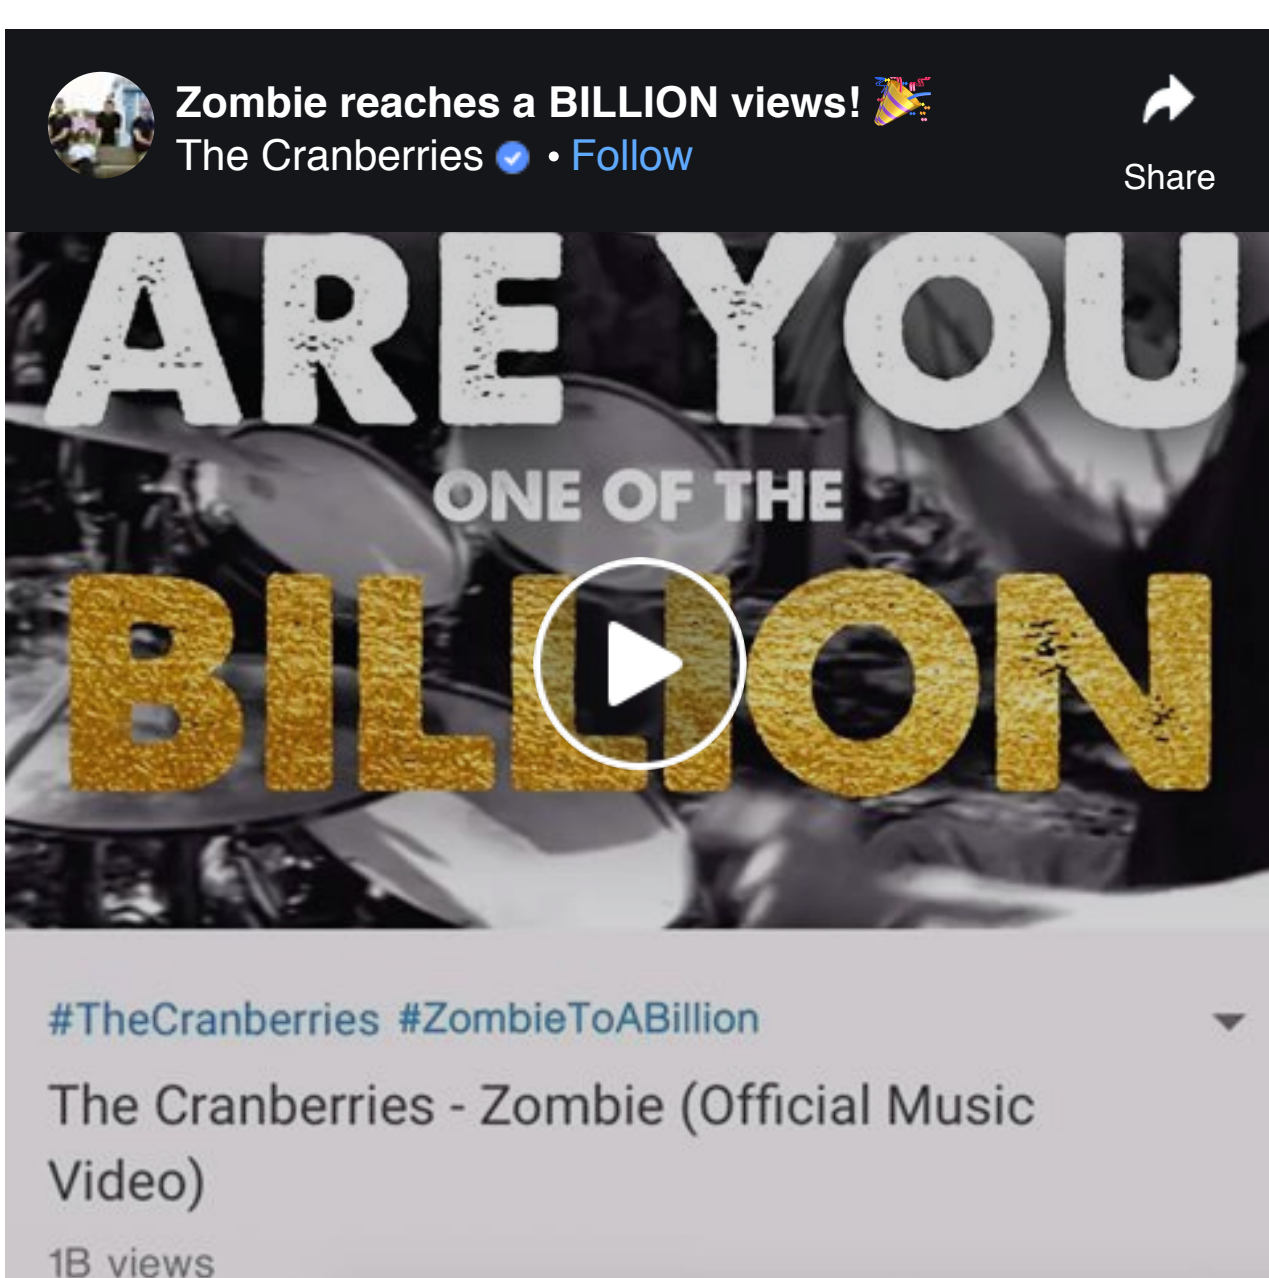 Zombie reaches a BILLION views! 🎉
The Cranberries • Follow
Share
ARE YOU
ONE OF THE
BILLION
#TheCranberries #ZombieToABillion
The Cranberries - Zombie (Official Music
Video)
1B views